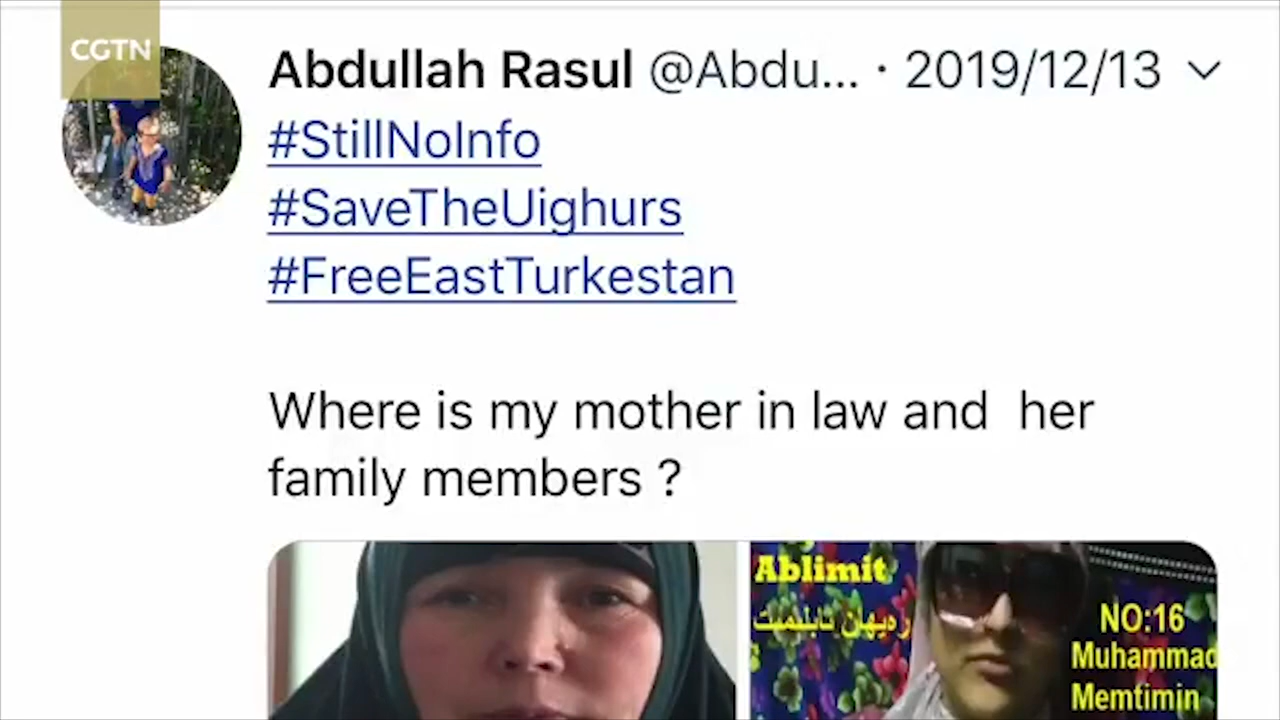 CGTN
Abdullah Rasul @Abdu... · 2019/12/13
#StillNoInfo
#SaveTheUighurs
#FreeEastTurkestan
Where is my mother in law and her
family members ?
Ablimit
NO:16
Muhammad
Memtimin